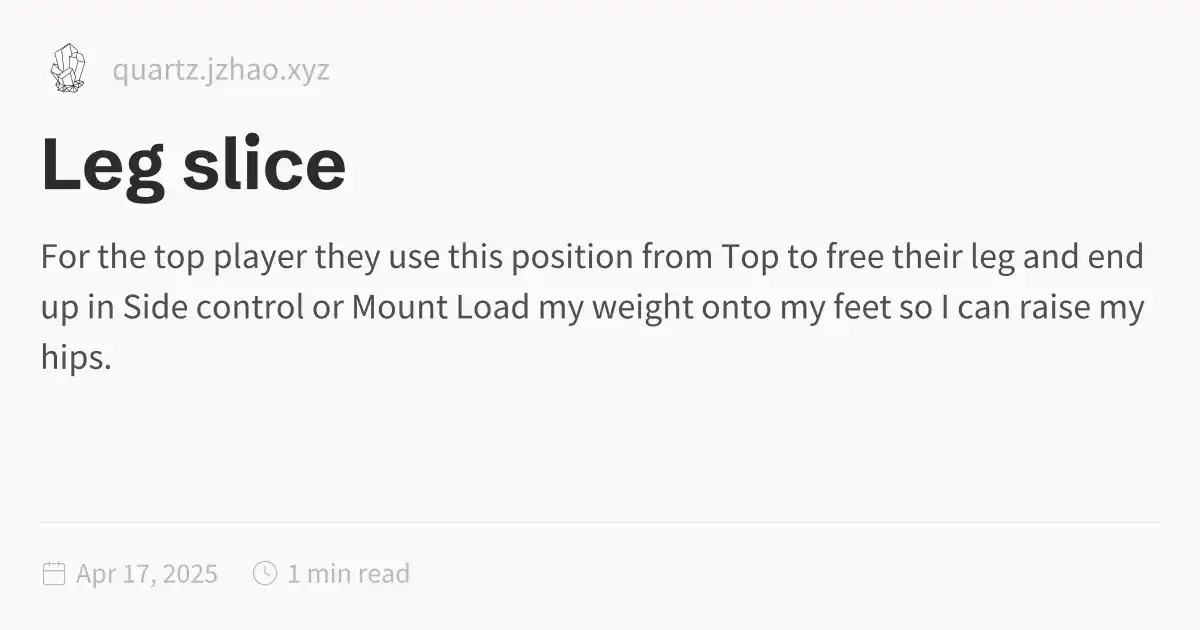 quartz.jzhao.xyz
Leg slice
For the top player they use this position from Top to free their leg and end
up in Side control or Mount Load my weight onto my feet so I can raise my
hips.
Apr 17, 2025 1 min read